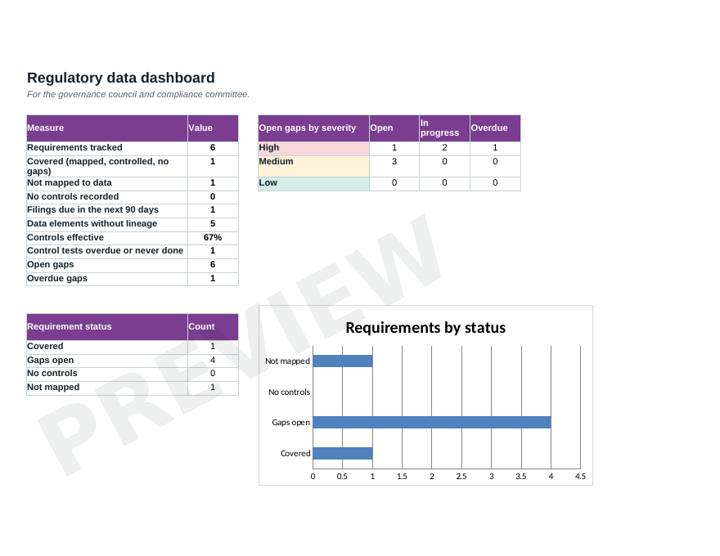 Regulatory data dashboard
For the governance council and compliance committee.
Measure Value
Requirements tracked 6
Covered (mapped, controlled, no
gaps) 1
Not mapped to data 1
No controls recorded 0
Filings due in the next 90 days 1
Data elements without lineage 5
Controls effective 67%
Control tests overdue or never done 1
Open gaps 6
Overdue gaps 1
Open gaps by severity Open In
progress Overdue
High 1 2 1
Medium 3 0 0
Low 0 0 0
Requirement status Count
Covered 1
Gaps open 4
No controls 0
Not mapped 1
Requirements by status
Not mapped
No controls
Gaps open
Covered
0 0.5 1 1.5 2 2.5 3 3.5 4 4.5
PREVIEW